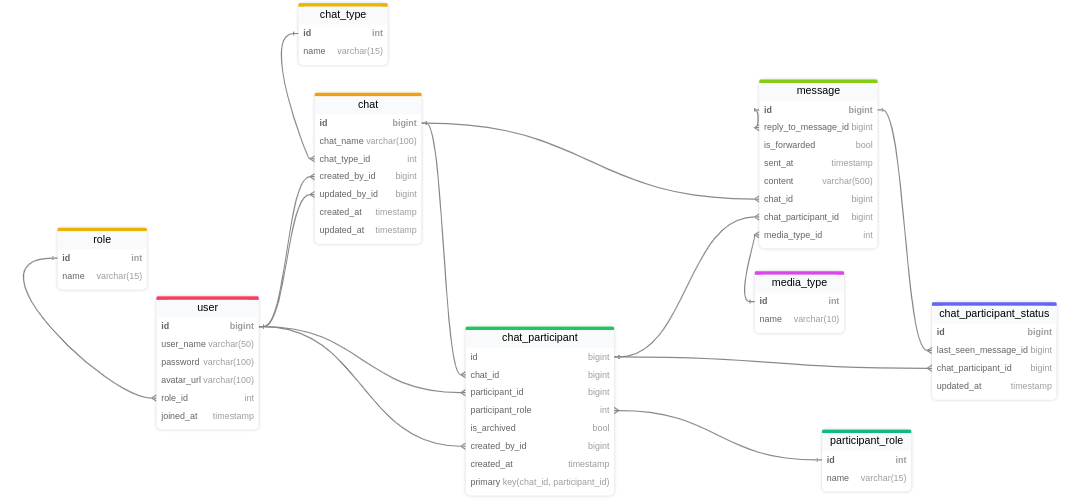 chat_type
id int
name varchar(15)
chat
id bigint
chat_name varchar(100)
chat_type_id int
created_by_id bigint
updated_by_id bigint
created_at timestamp
updated_at timestamp
message
id bigint
reply_to_message_id bigint
is_forwarded bool
sent_at timestamp
content varchar(500)
chat_id bigint
chat_participant_id bigint
media_type_id int
role
id int
name varchar(15)
user
id bigint
user_name varchar(50)
password varchar(100)
avatar_url varchar(100)
role_id int
joined_at timestamp
media_type
id int
name varchar(10)
chat_participant
id bigint
chat_id bigint
participant_id bigint
participant_role int
is_archived bool
created_by_id bigint
created_at timestamp
primary key(chat_id, participant_id)
chat_participant_status
id bigint
last_seen_message_id bigint
chat_participant_id bigint
updated_at timestamp
participant_role
id int
name varchar(15)